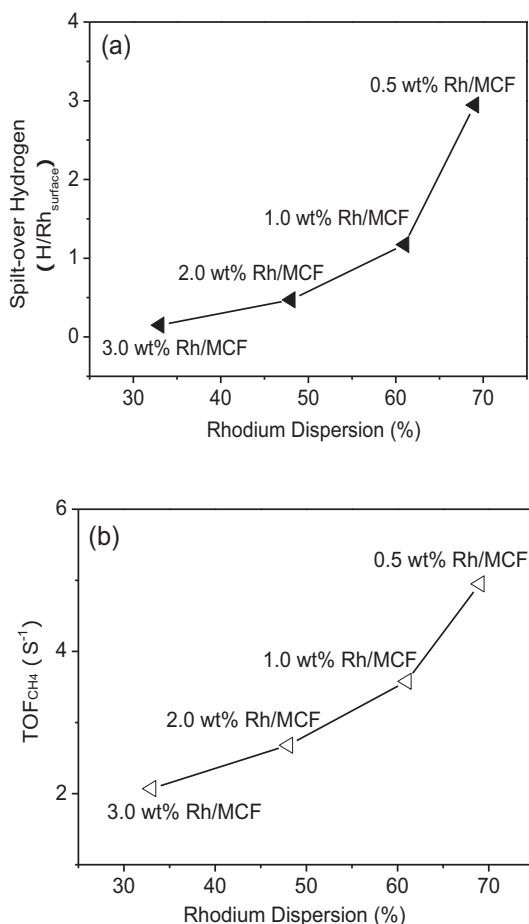 (a)
4
3
2
1
0
Spilt-over Hydrogen
(H/Rhsurface)
0.5 wt% Rh/MCF
1.0 wt% Rh/MCF
2.0 wt% Rh/MCF
3.0 wt% Rh/MCF
30 40 50 60 70
Rhodium Dispersion (%)
(b)
6
4
2
TOFCH4 ( S-1)
0.5 wt% Rh/MCF
1.0 wt% Rh/MCF
2.0 wt% Rh/MCF
3.0 wt% Rh/MCF
30 40 50 60 70
Rhodium Dispersion (%)